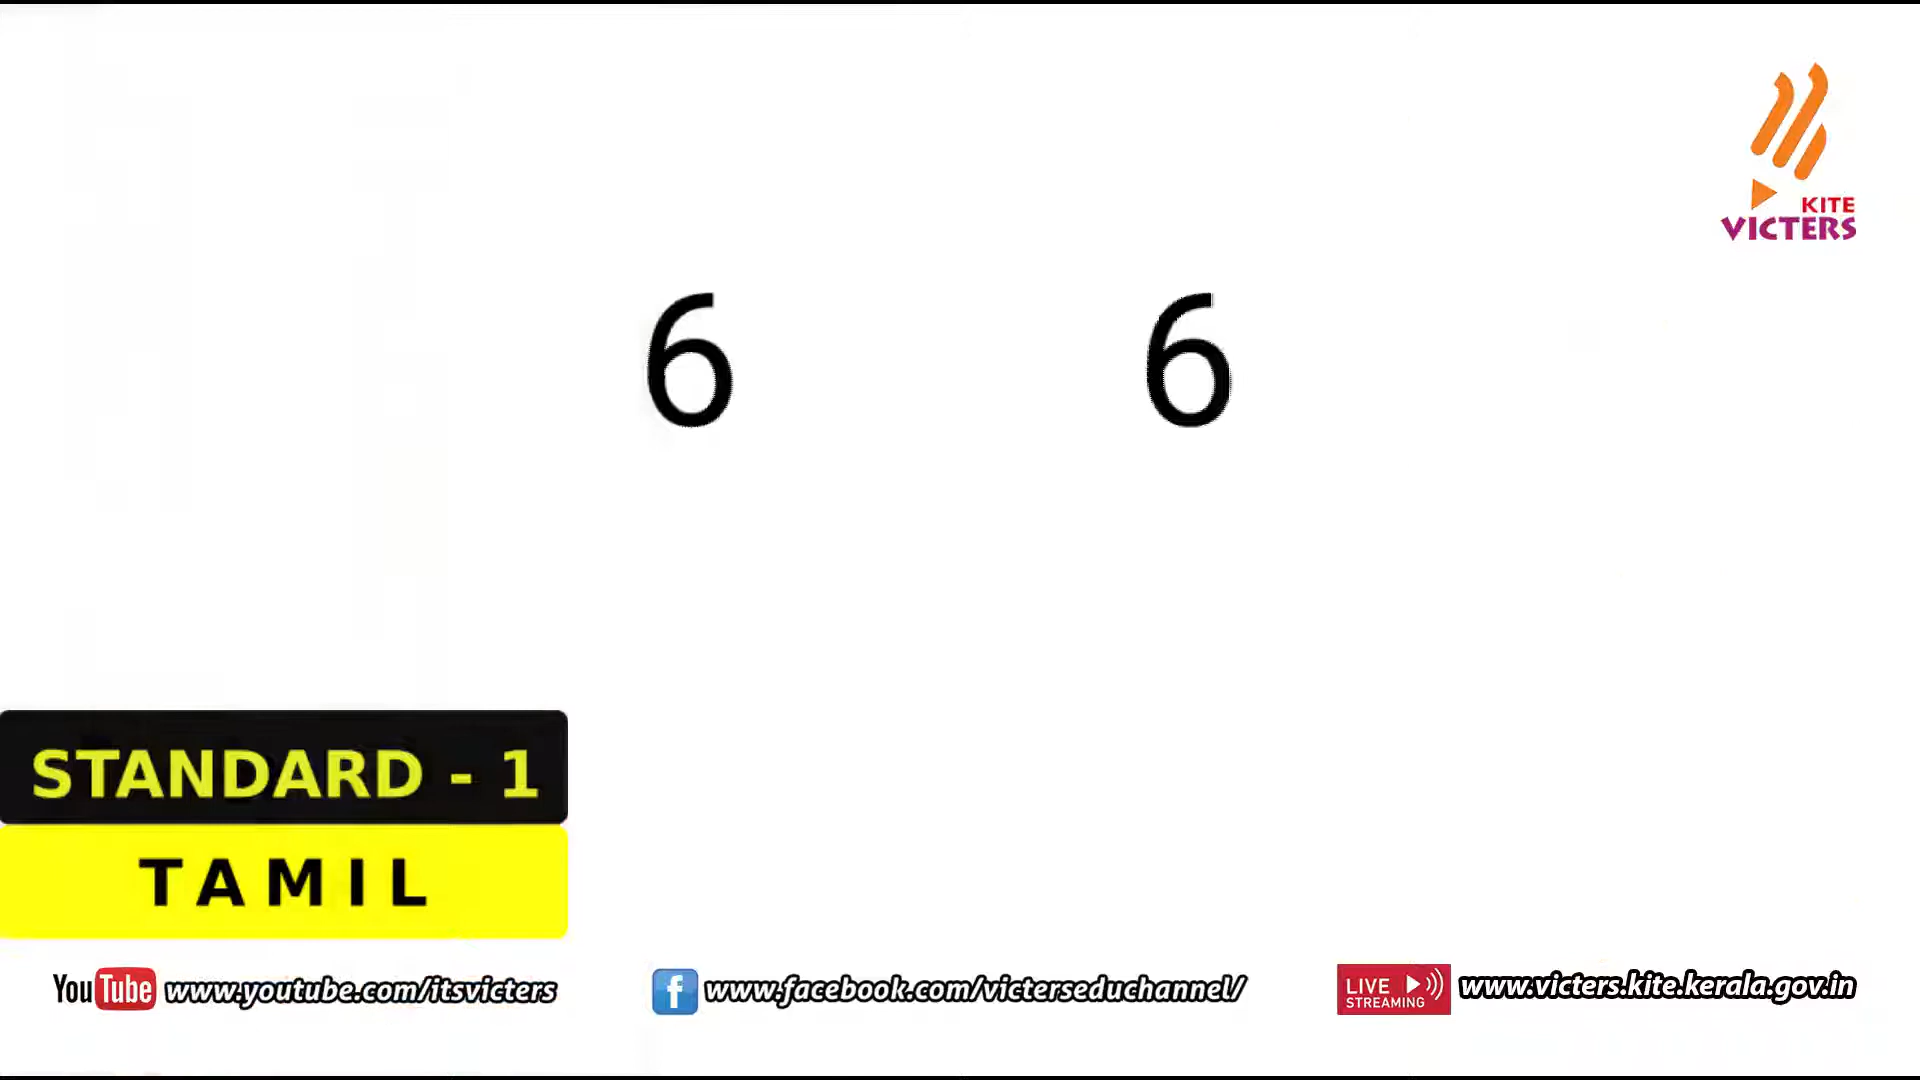 KITE
VICTERS
6 6
STANDARD - 1
TAMIL
YouTube www.youtube.com/itsvicters
f www.facebook.com/victerseduchannel/
LIVE STREAMING www.victers.kite.kerala.gov.in